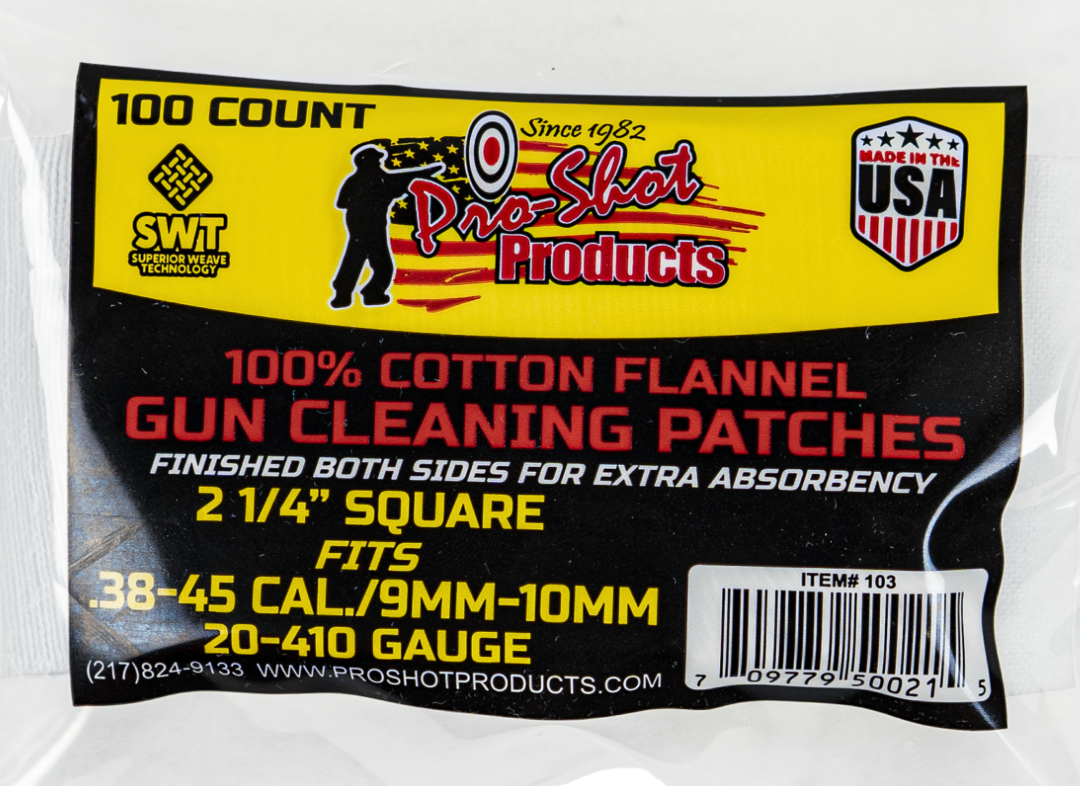 100 COUNT
Since 1982
Pro-Shot
Products
SWT
SUPERIOR WEAVE
TECHNOLOGY
MADE IN THE
USA
100% COTTON FLANNEL
GUN CLEANING PATCHES
FINISHED BOTH SIDES FOR EXTRA ABSORBENCY
2 1/4” SQUARE
FITS
.38-45 CAL./9MM-10MM
20-410 GAUGE
(217)824-9133 WWW.PROSHOTPRODUCTS.COM
ITEM# 103
7 09779 50021 5